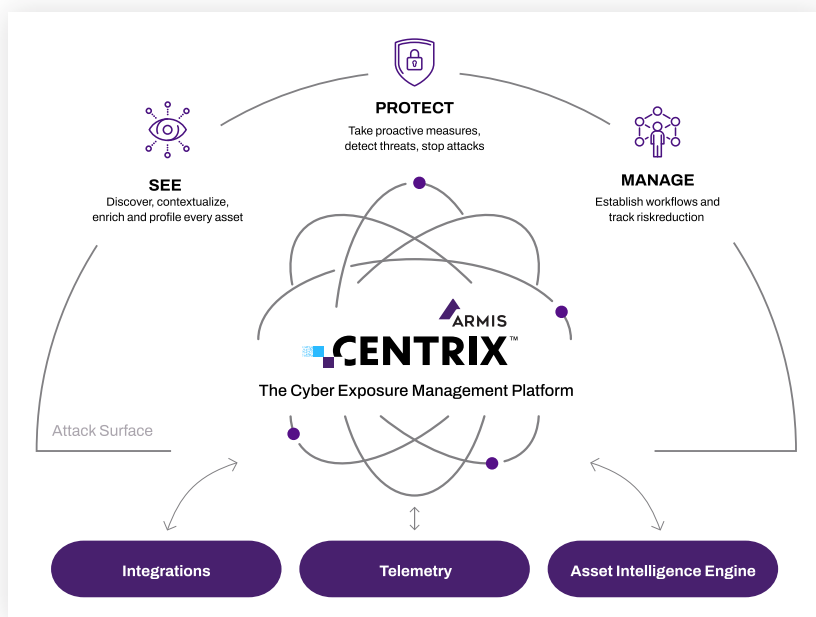 PROTECT
Take proactive measures,
detect threats, stop attacks
SEE
Discover, contextualize,
enrich and profile every asset
MANAGE
Establish workflows and
track riskreduction
ARMIS
CENTRIX™
The Cyber Exposure Management Platform
Attack Surface
Integrations
Telemetry
Asset Intelligence Engine